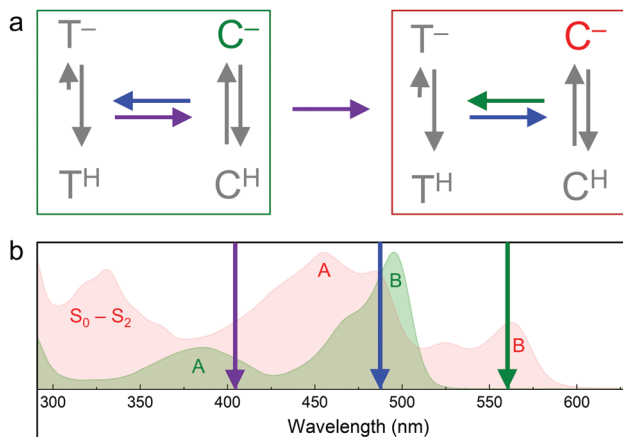 a
T⁻ C⁻ T⁻ C⁻
Tᴴ Cᴴ Tᴴ Cᴴ
b
A
B
S₀ – S₂
A
B
300 350 400 450 500 550 600
Wavelength (nm)